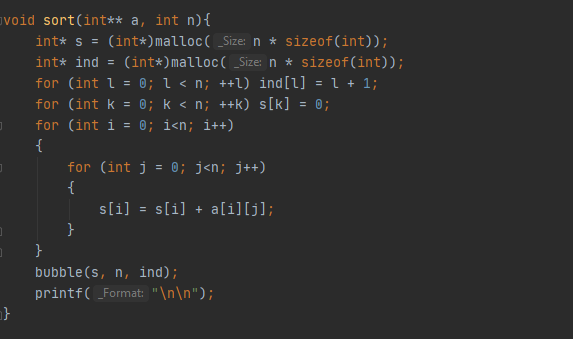 void sort(int** a, int n){
    int* s = (int*)malloc( _Size: n * sizeof(int));
    int* ind = (int*)malloc( _Size: n * sizeof(int));
    for (int l = 0; l < n; ++l) ind[l] = l + 1;
    for (int k = 0; k < n; ++k) s[k] = 0;
    for (int i = 0; i<n; i++)
    {
        for (int j = 0; j<n; j++)
        {
            s[i] = s[i] + a[i][j];
        }
    }
    bubble(s, n, ind);
    printf( _Format: "\n\n");
}